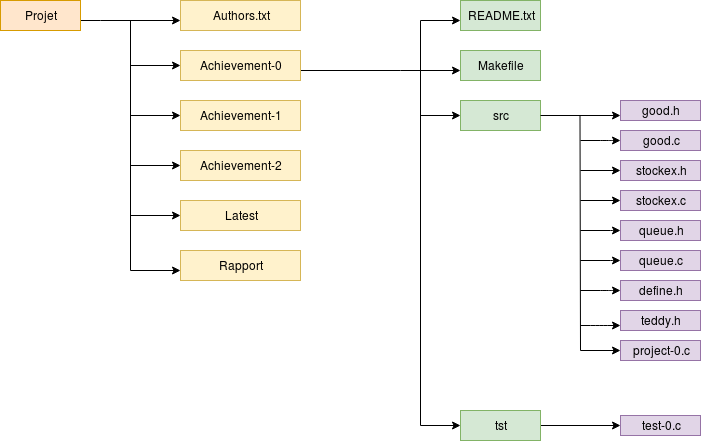 Projet
Authors.txt
Achievement-0
Achievement-1
Achievement-2
Latest
Rapport
README.txt
Makefile
src
tst
good.h
good.c
stockex.h
stockex.c
queue.h
queue.c
define.h
teddy.h
project-0.c
test-0.c